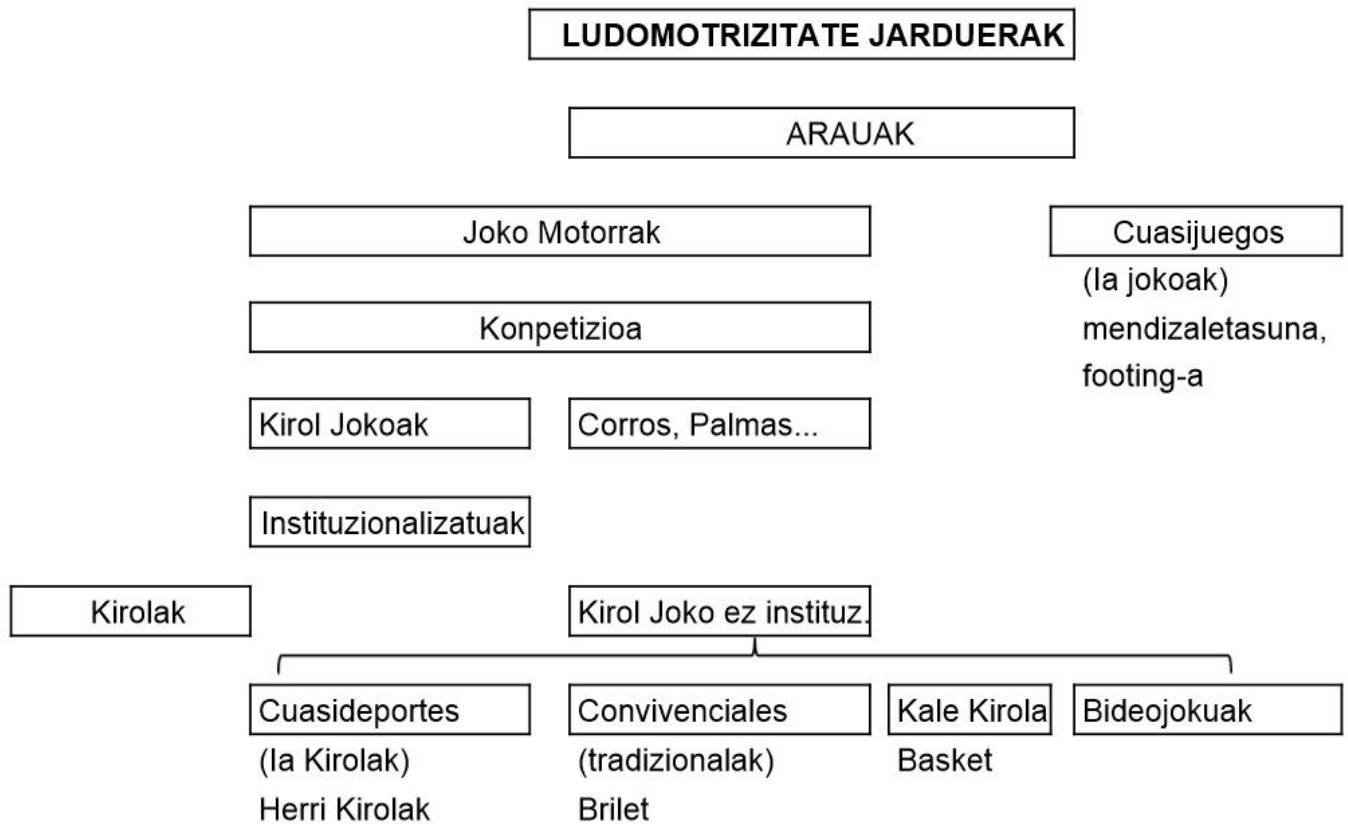 LUDOMOTRIZITATE JARDUERAK
ARAUAK
Joko Motorrak
Cuasijuegos
(Ia jokoak)
mendizaletasuna,
footing-a
Konpetizioa
Kirol Jokoak
Corros, Palmas...
Instituzionalizatuak
Kirolak
Kirol Joko ez instituz.
Cuasideportes
(Ia Kirolak)
Herri Kirolak
Convivenciales
(tradizionalak)
Brilet
Kale Kirola
Basket
Bideojokuak